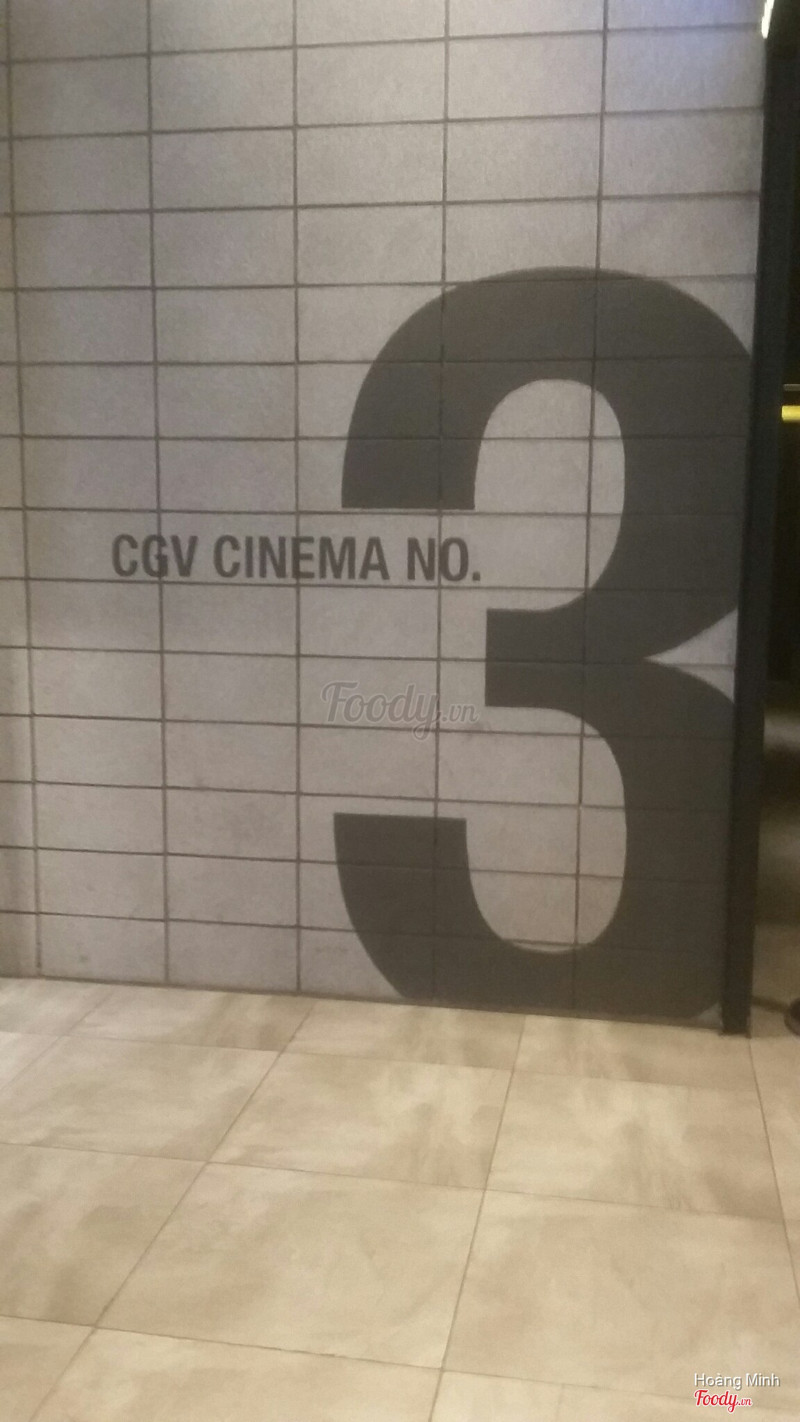 CGV CINEMA NO.
3
Foody.vn
Hoàng Minh
Foody.vn